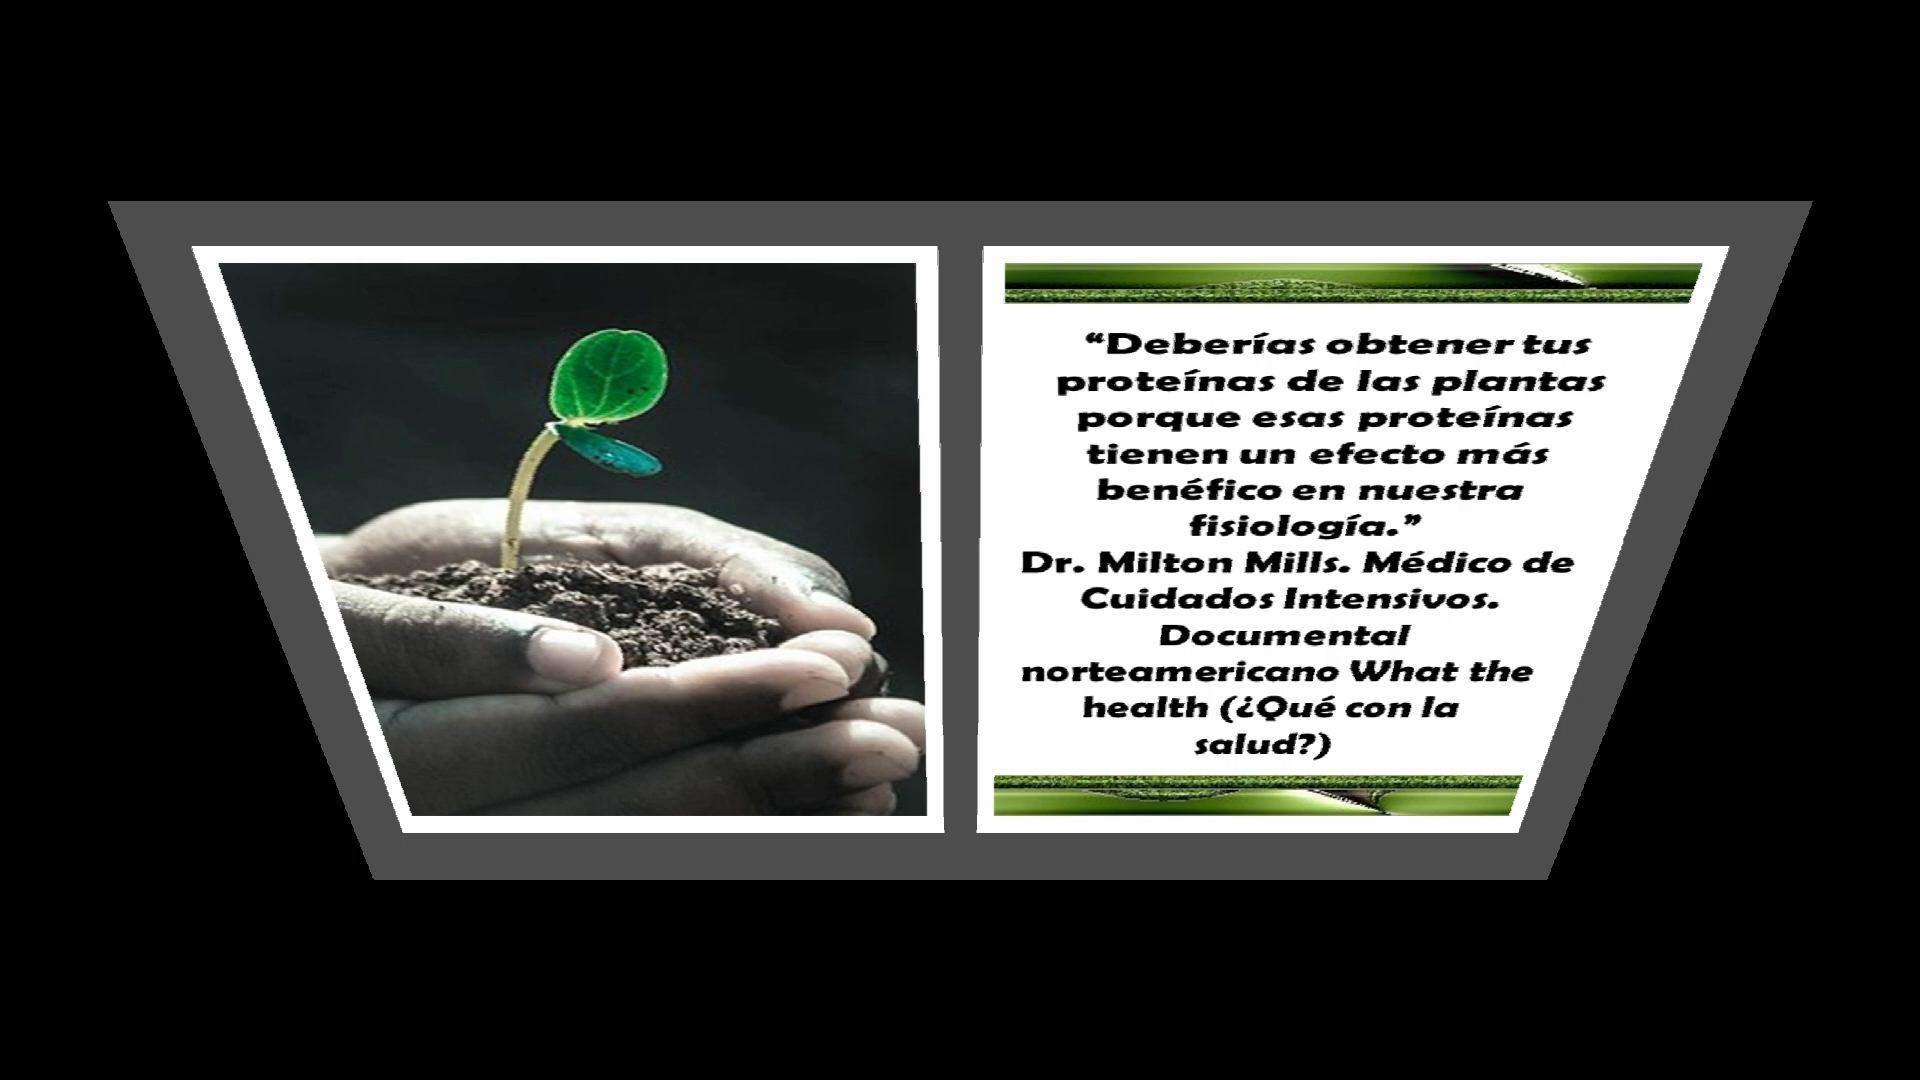 “Deberías obtener tus
proteínas de las plantas
porque esas proteínas
tienen un efecto más
benéfico en nuestra
fisiología.”
Dr. Milton Mills. Médico de
Cuidados Intensivos.
Documental
norteamericano What the
health (¿Qué con la
salud?)